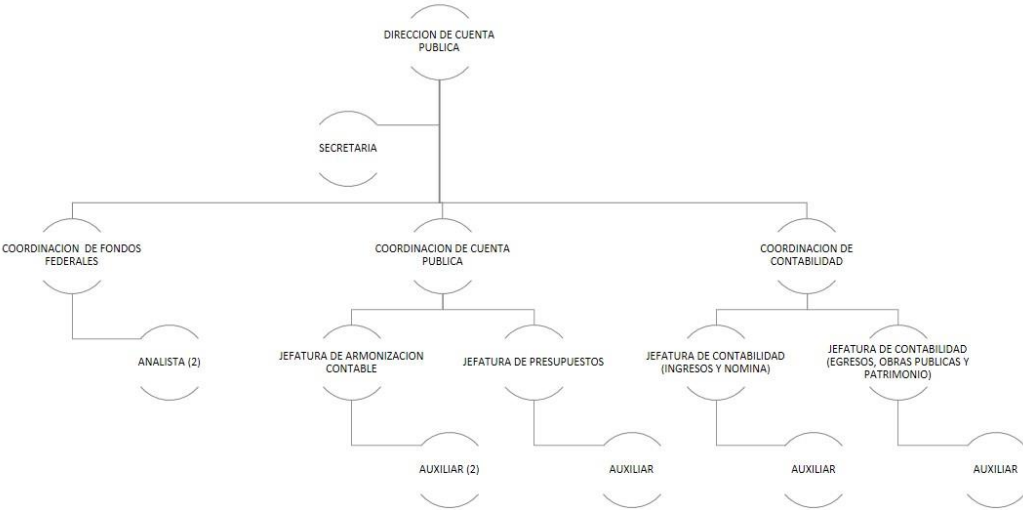 DIRECCION DE CUENTA
PUBLICA
SECRETARIA
COORDINACION DE FONDOS
FEDERALES
COORDINACION DE CUENTA
PUBLICA
COORDINACION DE
CONTABILIDAD
ANALISTA (2)
JEFATURA DE ARMONIZACION
CONTABLE
JEFATURA DE PRESUPUESTOS
JEFATURA DE CONTABILIDAD
(INGRESOS Y NOMINA)
JEFATURA DE CONTABILIDAD
(EGRESOS, OBRAS PUBLICAS Y
PATRIMONIO)
AUXILIAR (2)
AUXILIAR
AUXILIAR
AUXILIAR